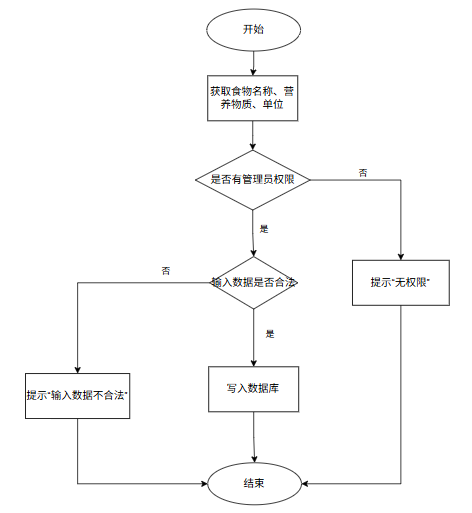 开始
获取食物名称、营
养物质、单位
是否有管理员权限
否
是
输入数据是否合法
否
提示“无权限”
是
提示“输入数据不合法”
写入数据库
结束